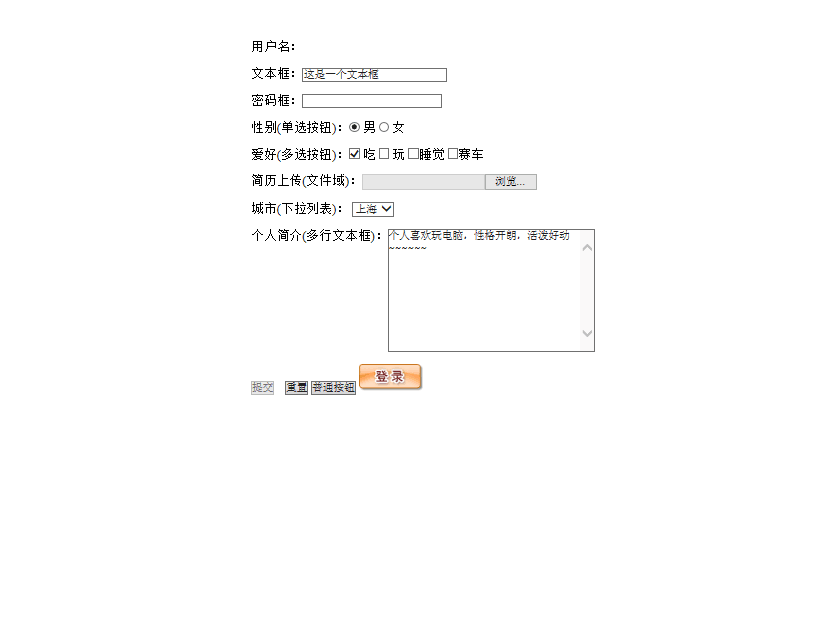 用户名：
文本框：这是一个文本框
密码框：
性别(单选按钮)：男 女
爱好(多选按钮)：吃 玩 睡觉 赛车
简历上传(文件域)：浏览...
城市(下拉列表)：上海
个人简介(多行文本框)：个人喜欢玩电脑，性格开朗，活泼好动
~~~~~~
提交 重置 普通按钮 登录